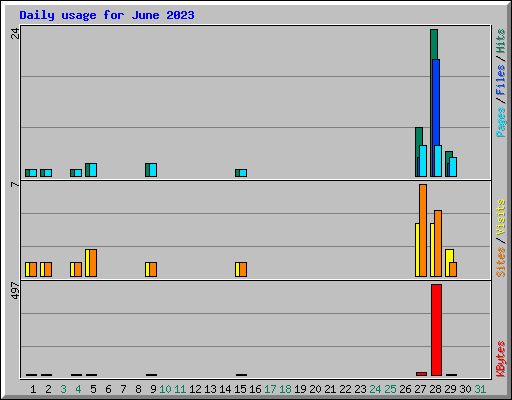 Daily usage for June 2023
24
Pages/Files/Hits
7
Sites/Visits
497
KBytes
1 2 3 4 5 6 7 8 9 10 11 12 13 14 15 16 17 18 19 20 21 22 23 24 25 26 27 28 29 30 31